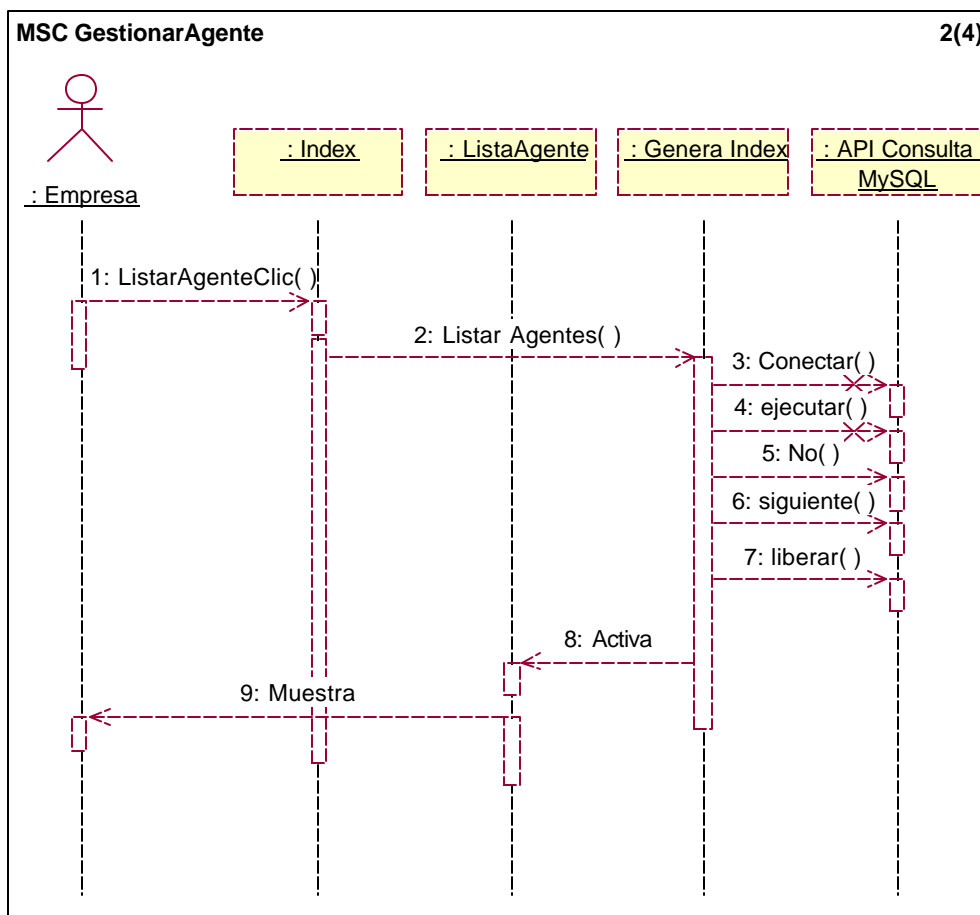 MSC GestionarAgente 2(4)
: Empresa
: Index
: ListaAgente
: Genera Index
: API Consulta
MySQL
1: ListarAgenteClic( )
2: Listar Agentes( )
3: Conectar( )
4: ejecutar( )
5: No( )
6: siguiente( )
7: liberar( )
8: Activa
9: Muestra